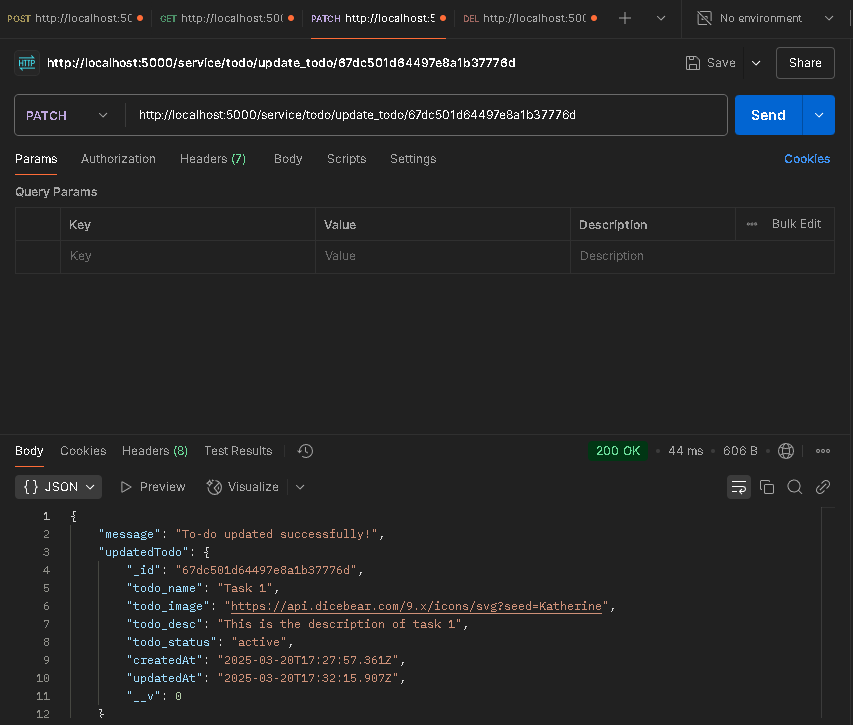 POST http://localhost:5( GET http://localhost:50( PATCH http://localhost:5 DEL http://localhost:50( No environment
HTTP http://localhost:5000/service/todo/update_todo/67dc501d64497e8a1b37776d Save Share
PATCH http://localhost:5000/service/todo/update_todo/67dc501d64497e8a1b37776d Send
Params Authorization Headers (7) Body Scripts Settings Cookies
Query Params
Key Value Description Bulk Edit
Key Value Description
Body Cookies Headers (8) Test Results 200 OK 44 ms 606 B
{} JSON Preview Visualize
1 {
2 "message": "To-do updated successfully!",
3 "updatedTodo": {
4 "_id": "67dc501d64497e8a1b37776d",
5 "todo_name": "Task 1",
6 "todo_image": "https://api.dicebear.com/9.x/icons/svg?seed=Katherine",
7 "todo_desc": "This is the description of task 1",
8 "todo_status": "active",
9 "createdAt": "2025-03-20T17:27:57.361Z",
10 "updatedAt": "2025-03-20T17:32:15.907Z",
11 "__v": 0
12 }